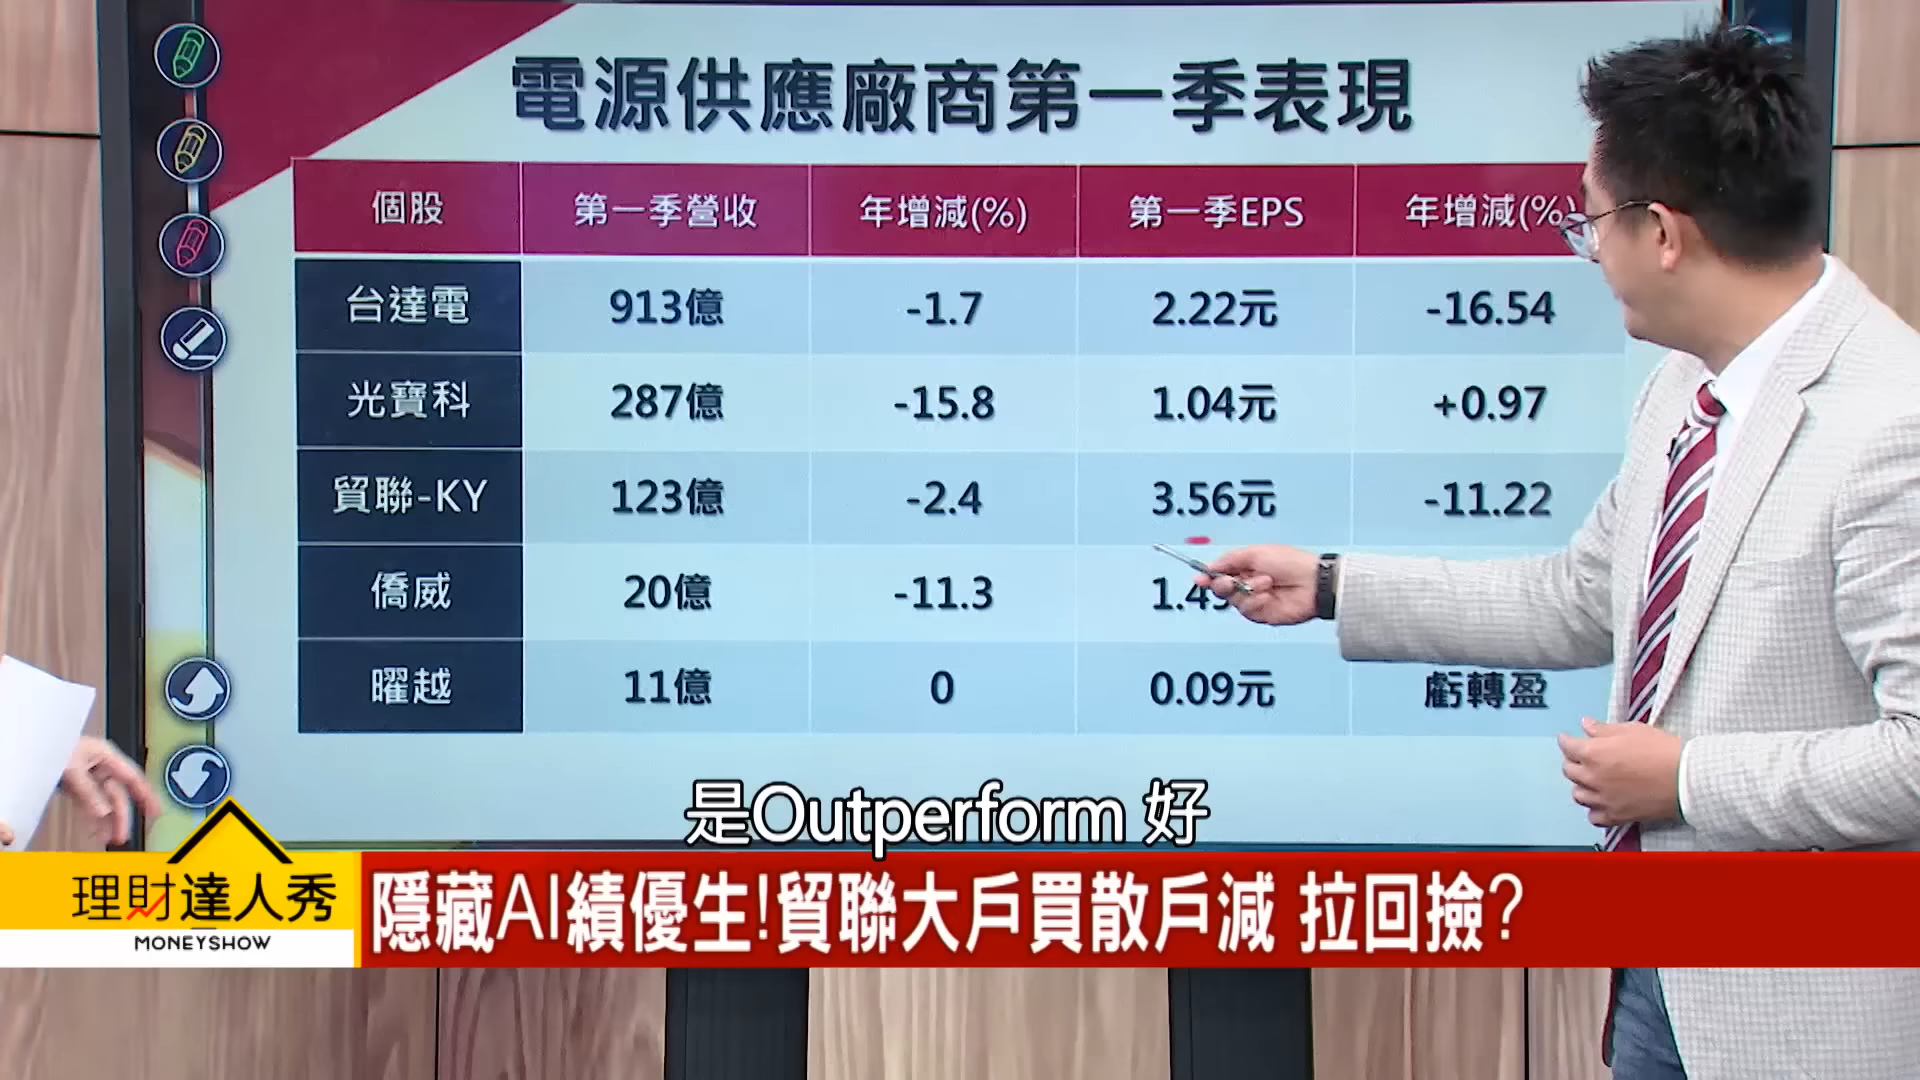 電源供應廠商第一季表現
個股 第一季營收 年增減(%) 第一季EPS 年增減(%)
台達電 913億 -1.7 2.22元 -16.54
光寶科 287億 -15.8 1.04元 +0.97
貿聯-KY 123億 -2.4 3.56元 -11.22
僑威 20億 -11.3
曜越 11億 0 0.09元 虧轉盈
是Outperform 好
理財達人秀
MONEYSHOW
隱藏AI績優生!貿聯大戶買散戶減 拉回撿?